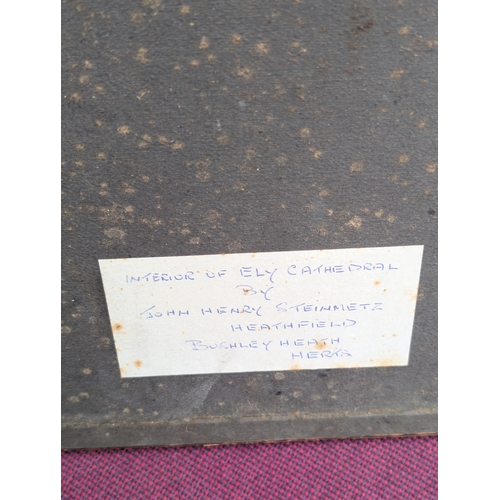 INTERIOR OF ELY CATHEDRAL
BY
JOHN HENRY STEINMETZ
HEATHFIELD
BUSHLEY HEATH
HERTS